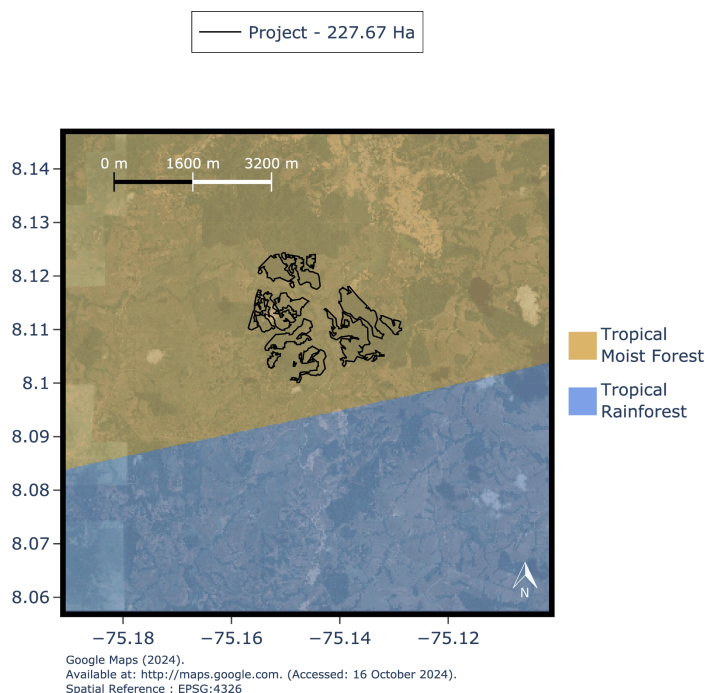 Project - 227.67 Ha
0 m 1600 m 3200 m
8.14
8.13
8.12
8.11
8.1
8.09
8.08
8.07
8.06
Tropical
Moist Forest
Tropical
Rainforest
N
−75.18 −75.16 −75.14 −75.12
Google Maps (2024).
Available at: http://maps.google.com. (Accessed: 16 October 2024).
Spatial Reference : EPSG:4326